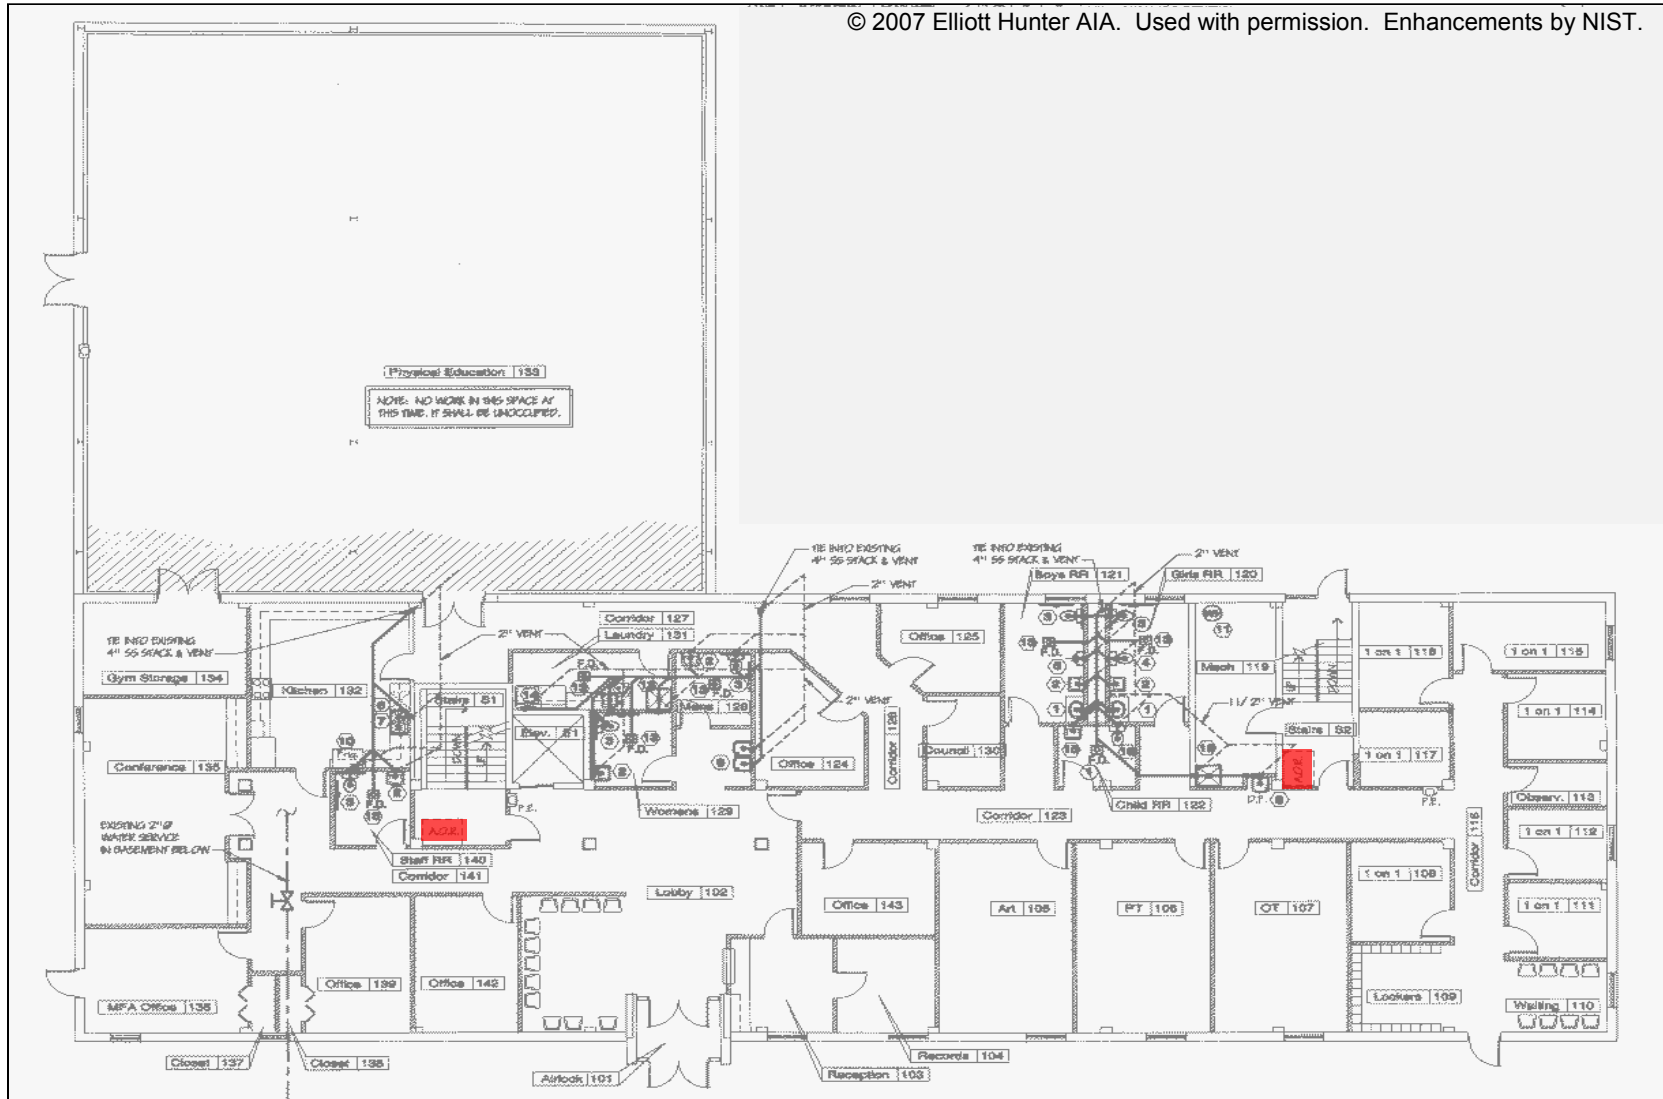 © 2007 Elliott Hunter AIA. Used with permission. Enhancements by NIST.
Physical Education 133
NOTE: NO WORK IN THIS SPACE AT
THIS TIME. IT SHALL BE UNOCCUPIED.
TIE INTO EXISTING
4" SS STACK & VENT
TIE INTO EXISTING
4" SS STACK & VENT
2" VENT
Boys RR 121
Girls RR 120
2" VENT
Corridor 127
Laundry 131
2" VENT
Office 125
TIE INTO EXISTING
4" SS STACK & VENT
Gym Storage 134
Kitchen 132
Stairs S1
Mens 128
2" VENT
Mech 119
1 on 1 118
1 on 1 115
1 1/2" VENT
1 on 1 114
Elev. S1
Corridor 126
Council 130
Stairs S2
1 on 1 117
Conference 135
Office 124
DOWN
UP
UP
DOWN
F.D.
F.D.
F.D.
F.D.
F.D.
F.D.
F.D.
A.O.R.
A.O.R.
Observ. 113
D.F.
Womens 129
Child RR 122
Corridor 123
EXISTING 2"Ø
WATER SERVICE
IN BASEMENT BELOW
1 on 1 112
Staff RR 140
Corridor 141
Corridor 116
1 on 1 108
Lobby 102
Office 143
Art 105
PT 106
OT 107
1 on 1 111
Office 139
Office 142
MFA Office 136
Lockers 109
Waiting 110
Closet 137
Closet 138
Airlock 101
Records 104
Reception 103